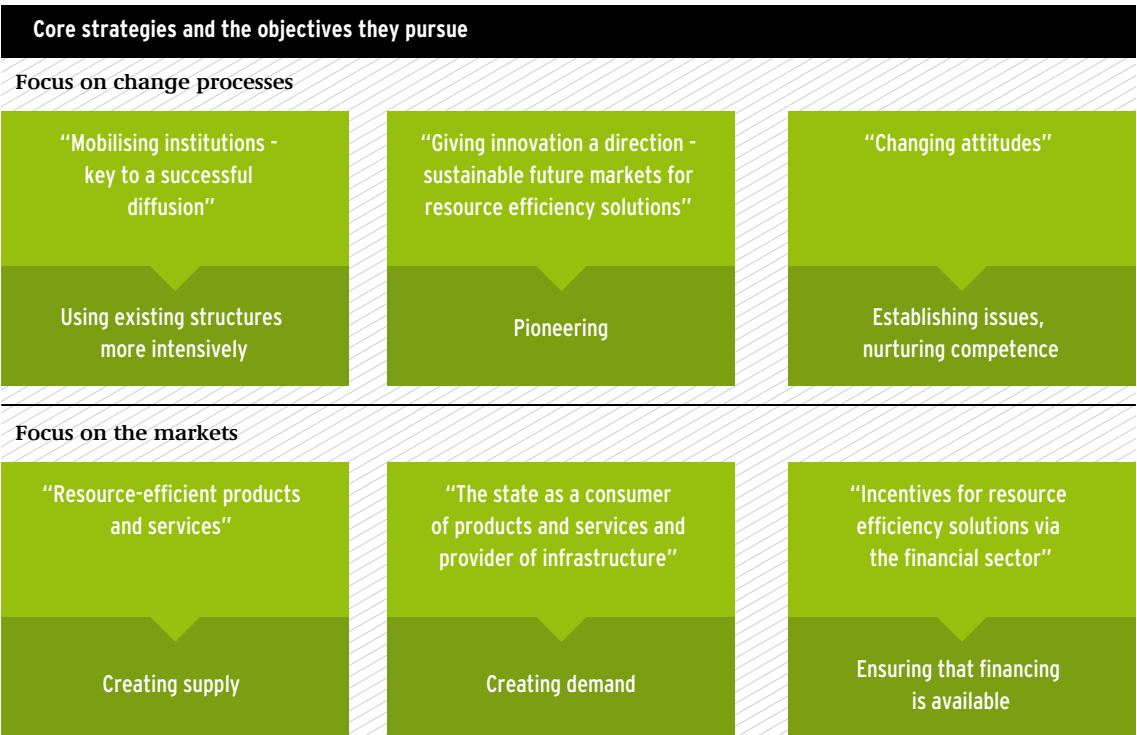 Core strategies and the objectives they pursue
Focus on change processes
“Mobilising institutions -
key to a successful
diffusion”
Using existing structures
more intensively
“Giving innovation a direction -
sustainable future markets for
resource efficiency solutions”
Pioneering
“Changing attitudes”
Establishing issues,
nurturing competence
Focus on the markets
“Resource-efficient products
and services”
Creating supply
“The state as a consumer
of products and services and
provider of infrastructure”
Creating demand
“Incentives for resource
efficiency solutions via
the financial sector”
Ensuring that financing
is available